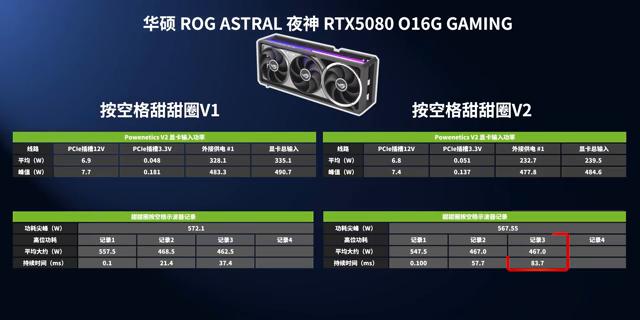 华硕 ROG ASTRAL 夜神 RTX5080 O16G GAMING
按空格甜甜圈V1
Powenetics V2 显卡输入功率
线路 PCIe插槽12V PCIe插槽3.3V 外接供电 #1 显卡总输入
平均（W） 6.9 0.048 328.1 335.1
峰值（W） 7.7 0.181 483.3 490.7
甜甜圈按空格示波器记录
功耗尖峰（W） 572.1
高位功耗 记录1 记录2 记录3 记录4
平均大约（W） 557.5 468.5 462.5
持续时间（ms） 0.1 21.4 37.4
按空格甜甜圈V2
Powenetics V2 显卡输入功率
线路 PCIe插槽12V PCIe插槽3.3V 外接供电 #1 显卡总输入
平均（W） 6.8 0.051 232.7 239.5
峰值（W） 7.4 0.137 477.8 484.6
甜甜圈按空格示波器记录
功耗尖峰（W） 567.55
高位功耗 记录1 记录2 记录3 记录4
平均大约（W） 547.5 467.0 467.0
持续时间（ms） 0.100 57.7 83.7